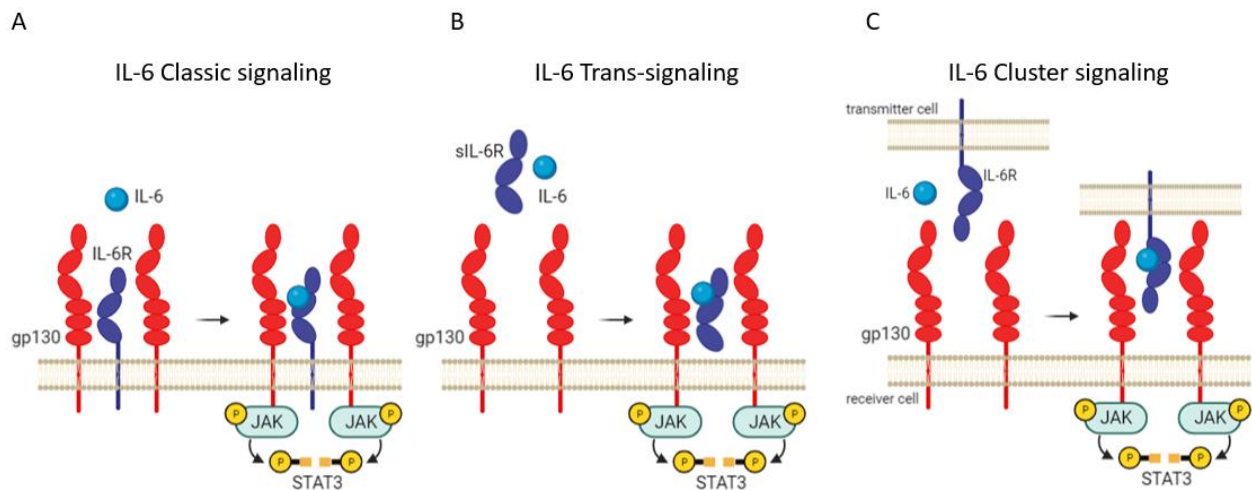 A
IL-6 Classic signaling
IL-6
IL-6R
gp130
P
JAK
JAK
P
P
P
STAT3
B
IL-6 Trans-signaling
sIL-6R
IL-6
gp130
P
JAK
JAK
P
P
P
STAT3
C
IL-6 Cluster signaling
transmitter cell
IL-6R
IL-6
gp130
receiver cell
P
JAK
JAK
P
P
P
STAT3